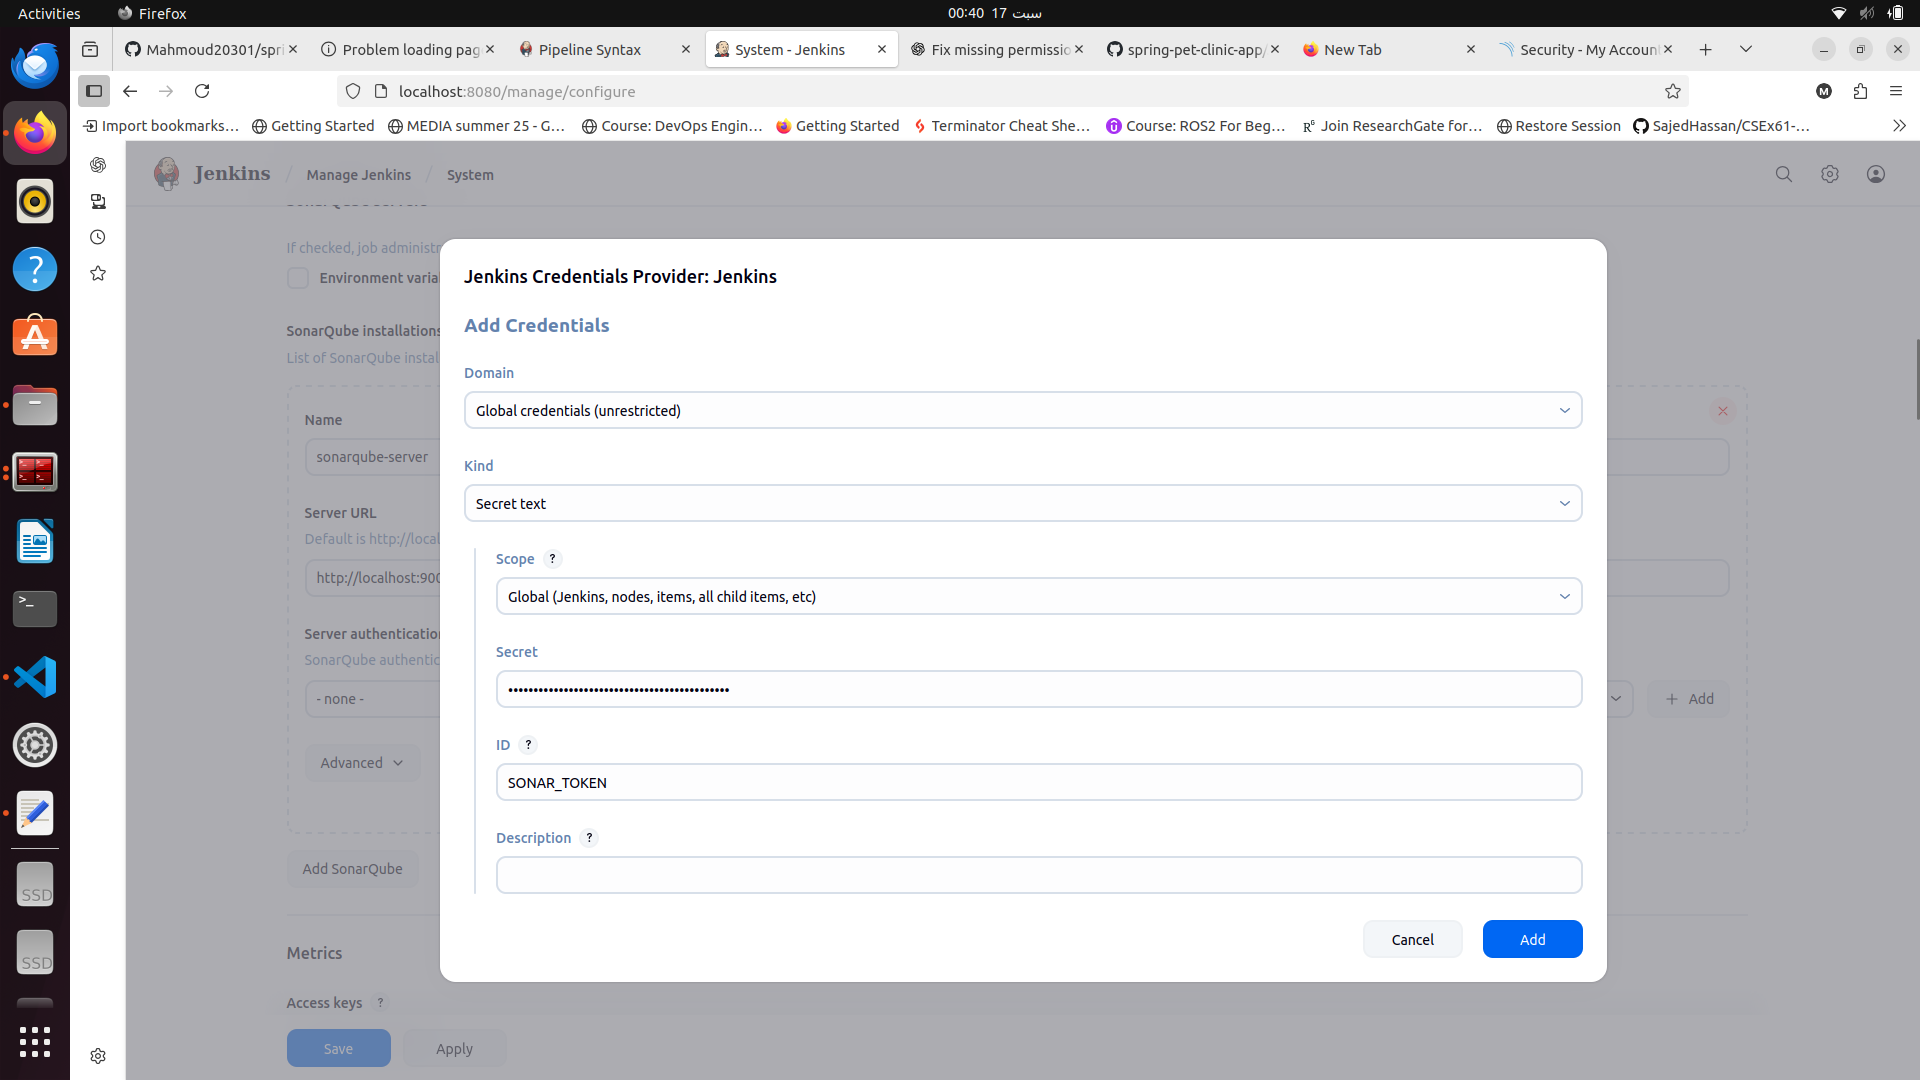 Activities
Firefox
00:40 17 سبت
Mahmoud20301/spri
Problem loading pag
Pipeline Syntax
System - Jenkins
Fix missing permissio
spring-pet-clinic-app/
New Tab
Security - My Accoun
localhost:8080/manage/configure
M
Import bookmarks…
Getting Started
MEDIA summer 25 - G…
Course: DevOps Engin…
Getting Started
Terminator Cheat She…
Course: ROS2 For Beg…
Join ResearchGate for…
Restore Session
SajedHassan/CSEx61-…
Jenkins / Manage Jenkins / System
If checked, job administr
Environment varia
SonarQube installations
List of SonarQube instal
Name
sonarqube-server
Server URL
Default is http://local
http://localhost:900
Server authentication
SonarQube authentic
- none -
Add
Advanced
Add SonarQube
Metrics
Access keys ?
Save
Apply
Jenkins Credentials Provider: Jenkins
Add Credentials
Domain
Global credentials (unrestricted)
Kind
Secret text
Scope ?
Global (Jenkins, nodes, items, all child items, etc)
Secret
••••••••••••••••••••••••••••••••••••••••••••
ID ?
SONAR_TOKEN
Description ?
Cancel
Add
SSD
SSD